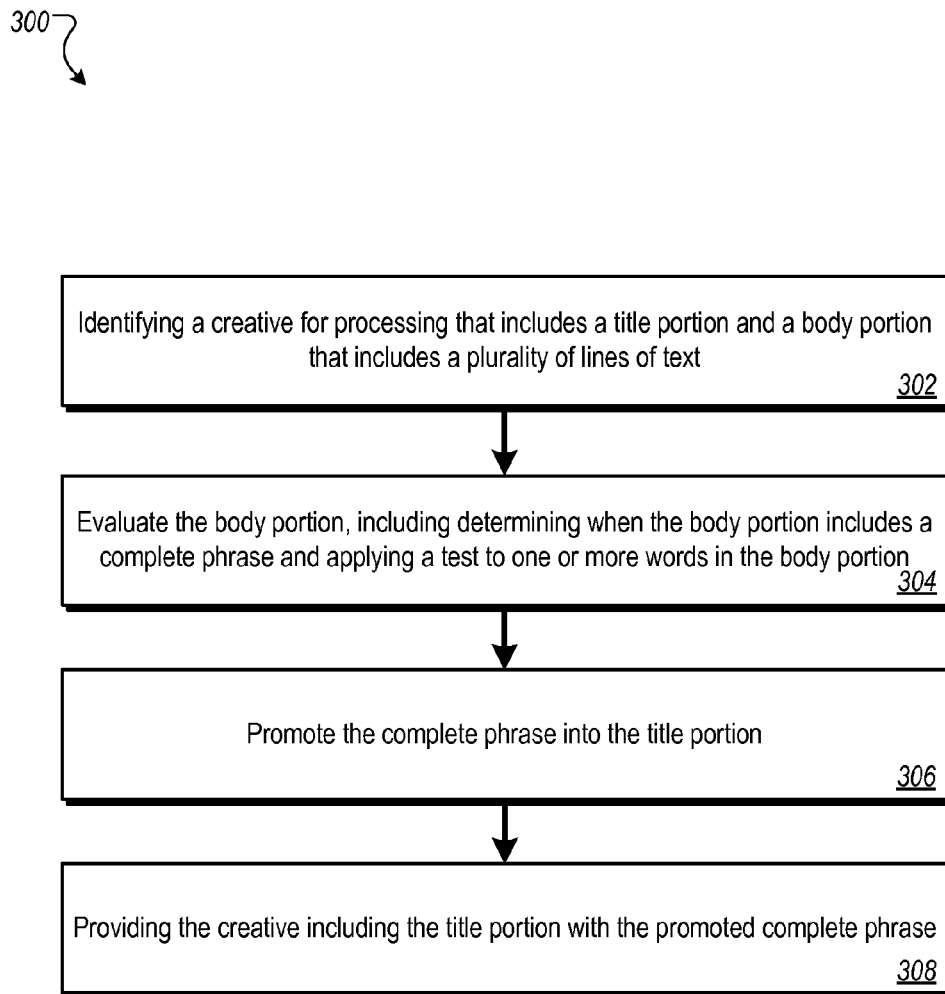 300
Identifying a creative for processing that includes a title portion and a body portion
that includes a plurality of lines of text
302
Evaluate the body portion, including determining when the body portion includes a
complete phrase and applying a test to one or more words in the body portion
304
Promote the complete phrase into the title portion
306
Providing the creative including the title portion with the promoted complete phrase
308